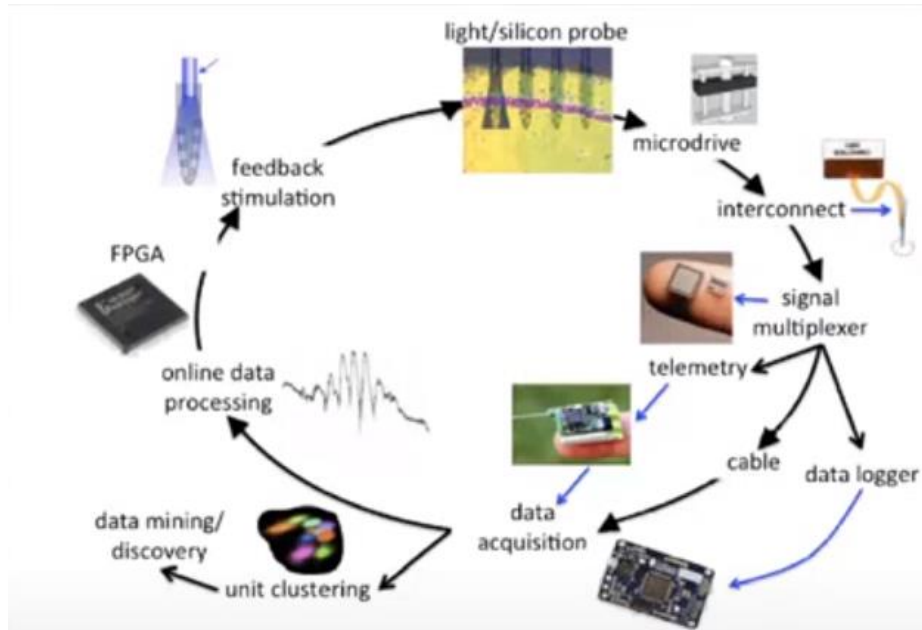 light/silicon probe
microdrive
interconnect
signal
multiplexer
telemetry
cable
data logger
data
acquisition
unit clustering
data mining/
discovery
online data
processing
FPGA
feedback
stimulation